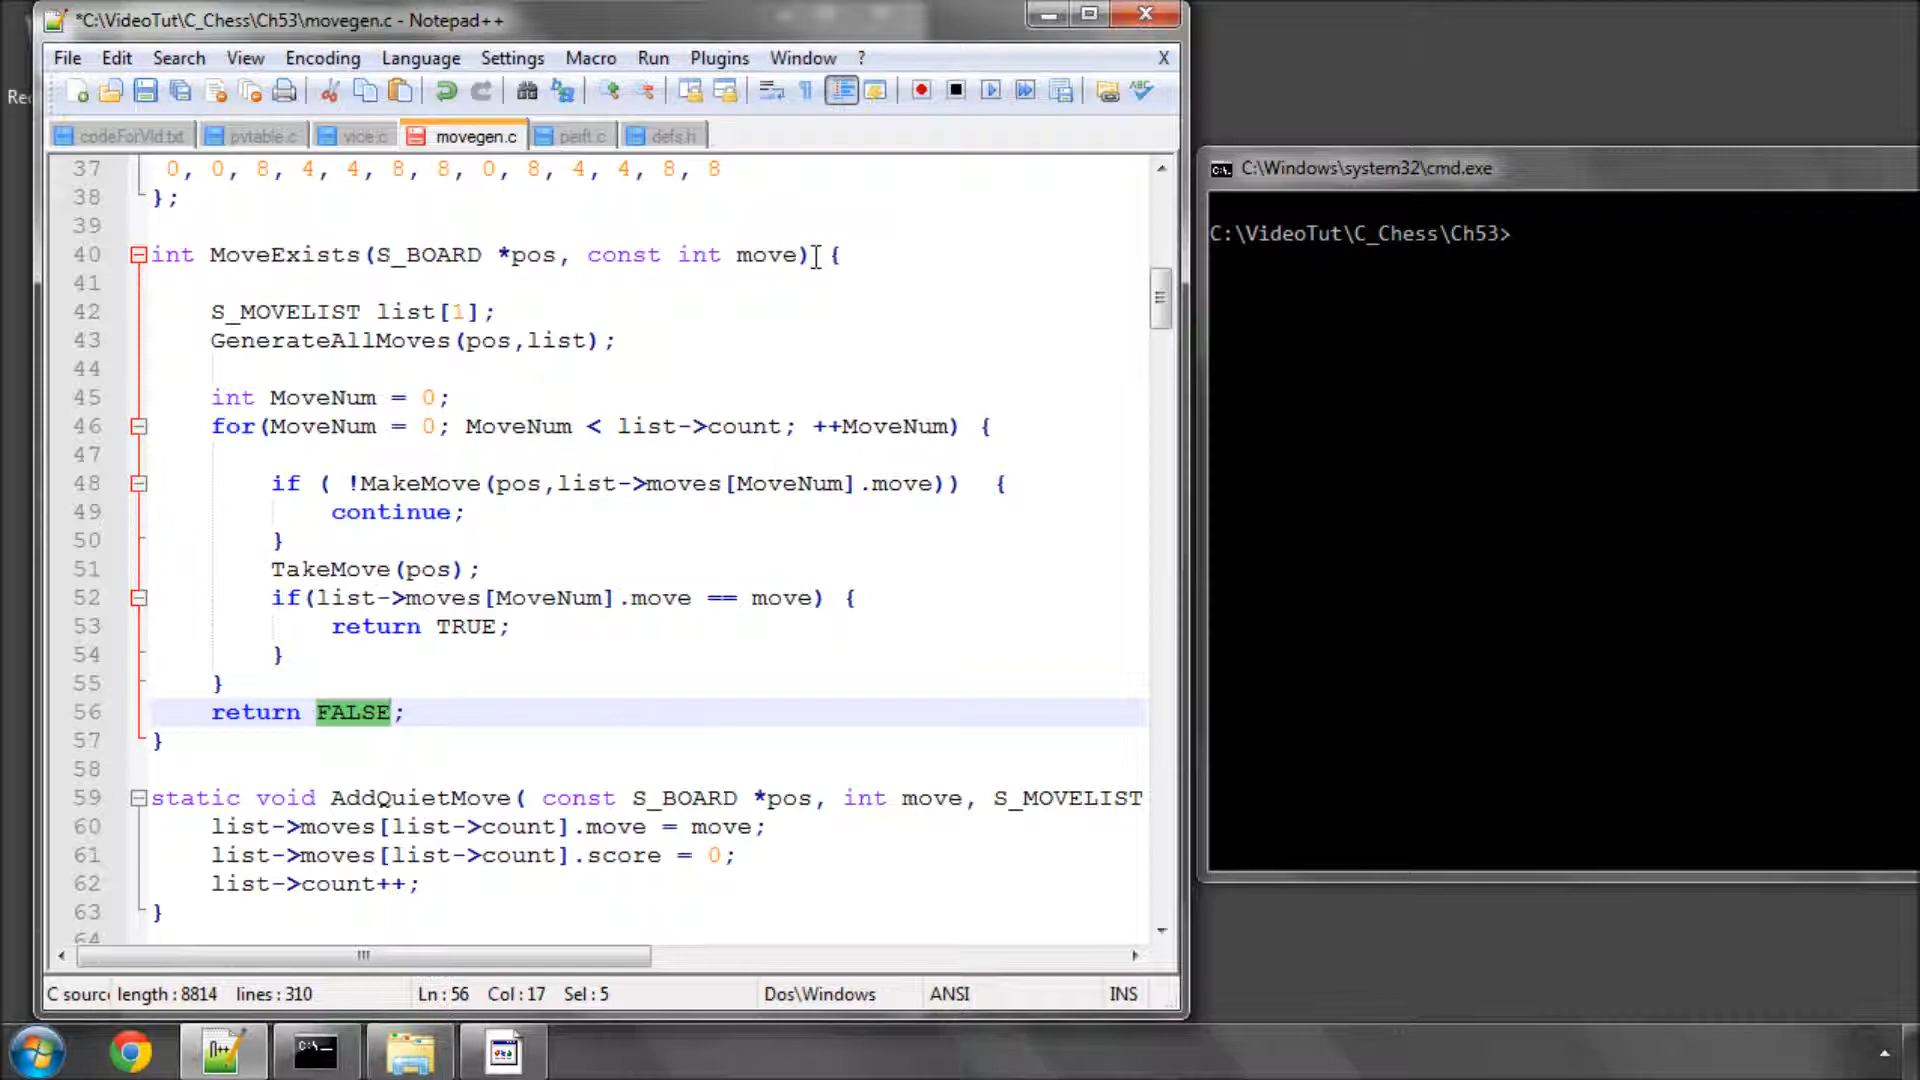 *C:\VideoTut\C_Chess\Ch53\movegen.c - Notepad++
File Edit Search View Encoding Language Settings Macro Run Plugins Window ? X
codeForVid.txt pvtable.c vice.c movegen.c perft.c defs.h
37 0, 0, 8, 4, 4, 8, 8, 0, 8, 4, 4, 8, 8
38 };
39
40 int MoveExists(S_BOARD *pos, const int move) {
41
42 S_MOVELIST list[1];
43 GenerateAllMoves(pos,list);
44
45 int MoveNum = 0;
46 for(MoveNum = 0; MoveNum < list->count; ++MoveNum) {
47
48 if ( !MakeMove(pos,list->moves[MoveNum].move)) {
49 continue;
50 }
51 TakeMove(pos);
52 if(list->moves[MoveNum].move == move) {
53 return TRUE;
54 }
55 }
56 return FALSE;
57 }
58
59 static void AddQuietMove( const S_BOARD *pos, int move, S_MOVELIST
60 list->moves[list->count].move = move;
61 list->moves[list->count].score = 0;
62 list->count++;
63 }
64
C sourc length : 8814 lines : 310 Ln : 56 Col : 17 Sel : 5 Dos\Windows ANSI INS
Rec
C:\Windows\system32\cmd.exe
C:\VideoTut\C_Chess\Ch53>